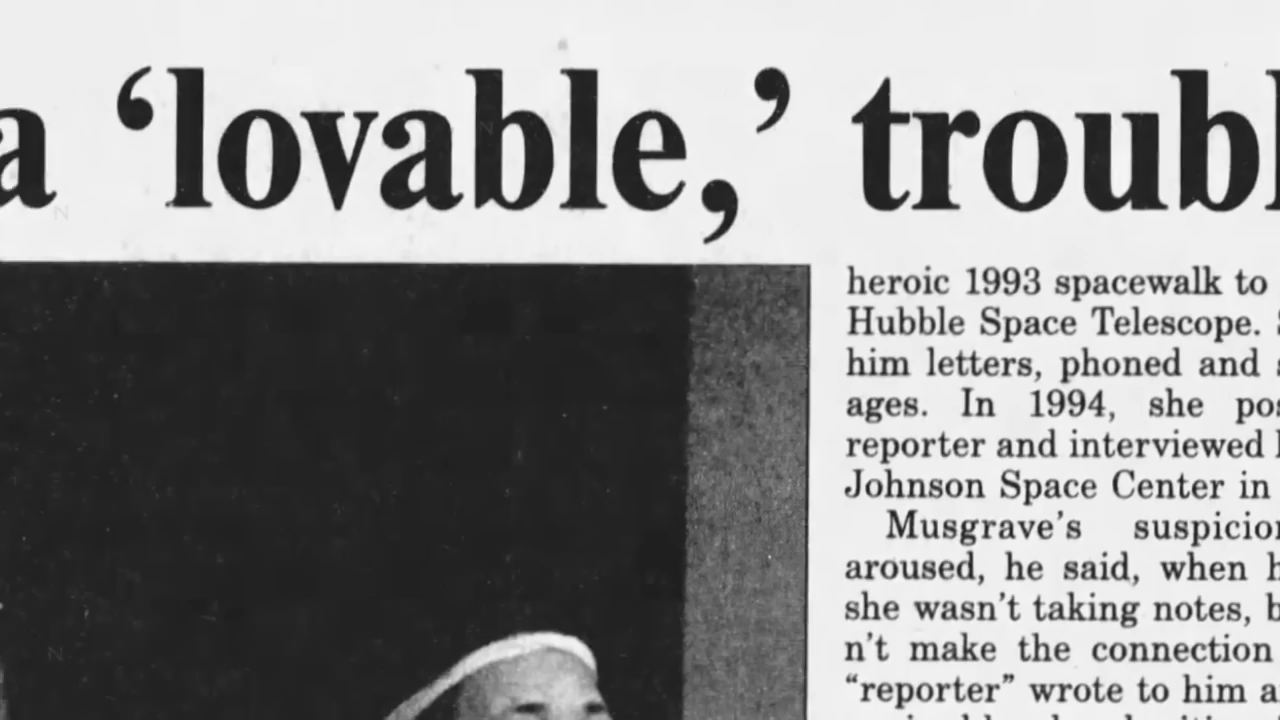 a ‘lovable,’ troubl
heroic 1993 spacewalk to
Hubble Space Telescope.
him letters, phoned and
ages. In 1994, she pos
reporter and interviewed
Johnson Space Center in
Musgrave's suspicion
aroused, he said, when h
she wasn't taking notes, b
n't make the connection
“reporter” wrote to him a